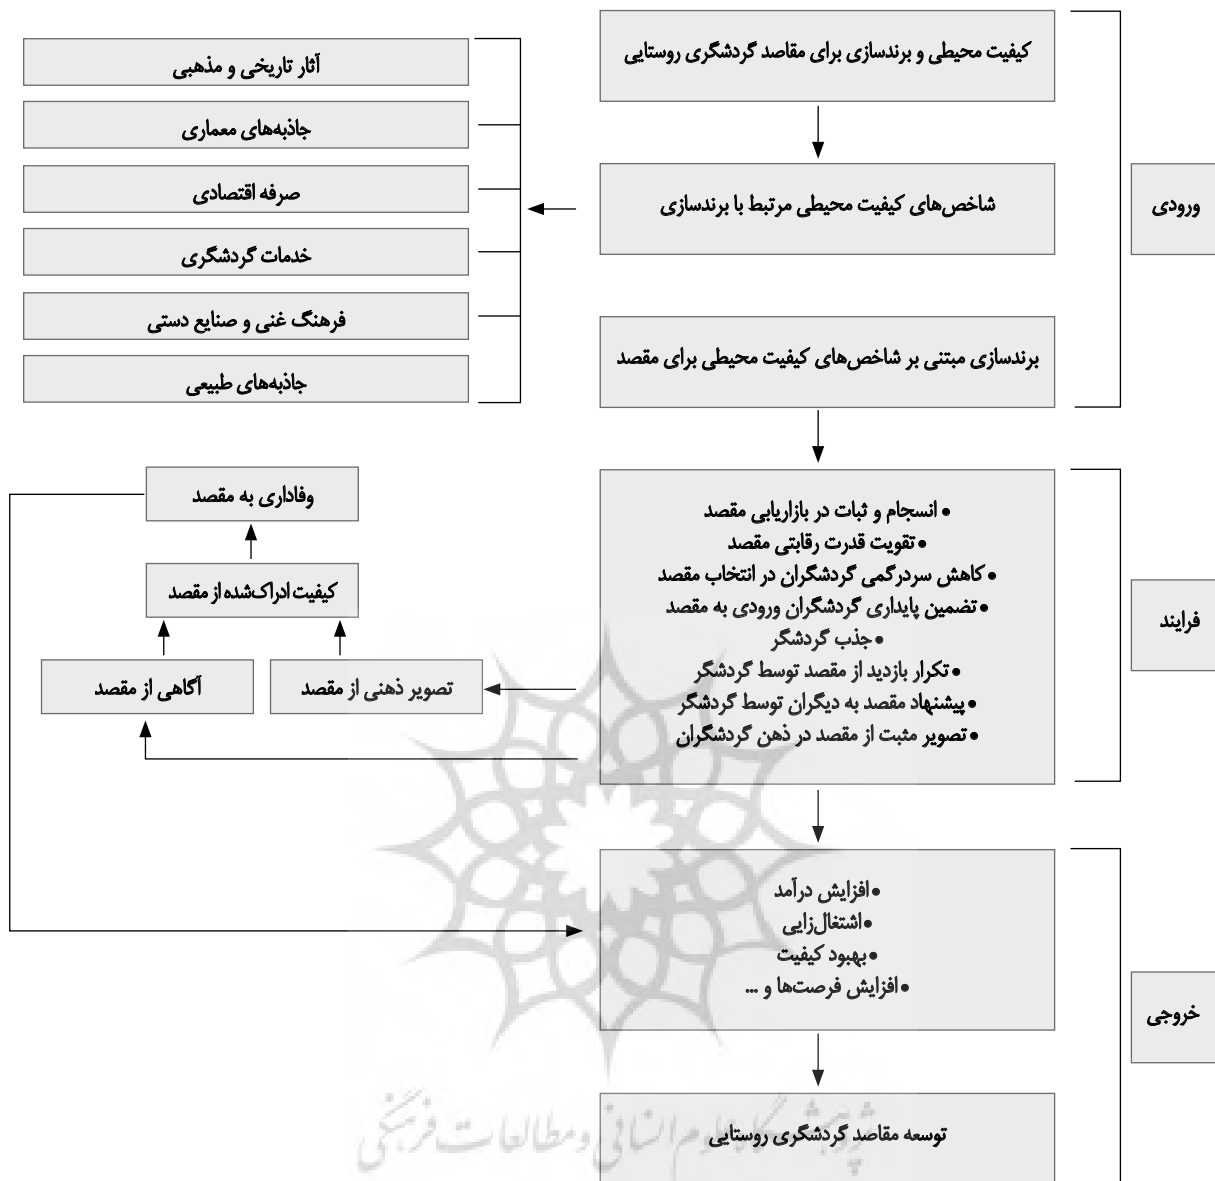 کیفیت محیطی و برندسازی برای مقاصد گردشگری روستایی
شاخص‌های کیفیت محیطی مرتبط با برندسازی
برندسازی مبتنی بر شاخص‌های کیفیت محیطی برای مقصد
ورودی
آثار تاریخی و مذهبی
جاذبه‌های معماری
صرفه اقتصادی
خدمات گردشگری
فرهنگ غنی و صنایع دستی
جاذبه‌های طبیعی
• انسجام و ثبات در بازاریابی مقصد
• تقویت قدرت رقابتی مقصد
• کاهش سردرگمی گردشگران در انتخاب مقصد
• تضمین پایداری گردشگران ورودی به مقصد
• جذب گردشگر
• تکرار بازدید از مقصد توسط گردشگر
• پیشنهاد مقصد به دیگران توسط گردشگر
• تصویر مثبت از مقصد در ذهن گردشگران
فرایند
وفاداری به مقصد
کیفیت ادراک‌شده از مقصد
تصویر ذهنی از مقصد
آگاهی از مقصد
• افزایش درآمد
• اشتغال‌زایی
• بهبود کیفیت
• افزایش فرصت‌ها و ...
خروجی
توسعه مقاصد گردشگری روستایی
پژوهشگاه علوم انسانی و مطالعات فرهنگی